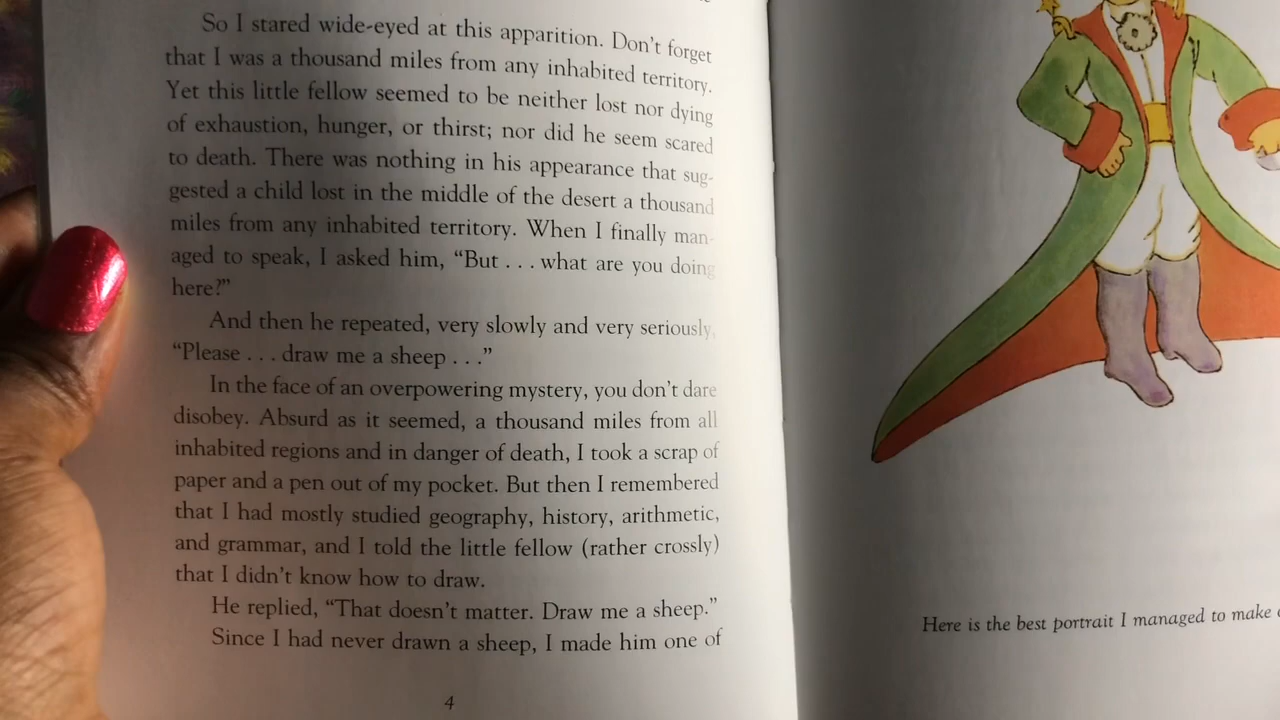 So I stared wide-eyed at this apparition. Don't forget
that I was a thousand miles from any inhabited territory.
Yet this little fellow seemed to be neither lost nor dying
of exhaustion, hunger, or thirst; nor did he seem scared
to death. There was nothing in his appearance that sug-
gested a child lost in the middle of the desert a thousand
miles from any inhabited territory. When I finally man-
aged to speak, I asked him, “But . . . what are you doing
here?”
And then he repeated, very slowly and very seriously,
“Please . . . draw me a sheep . . .”
In the face of an overpowering mystery, you don't dare
disobey. Absurd as it seemed, a thousand miles from all
inhabited regions and in danger of death, I took a scrap of
paper and a pen out of my pocket. But then I remembered
that I had mostly studied geography, history, arithmetic,
and grammar, and I told the little fellow (rather crossly)
that I didn't know how to draw.
He replied, “That doesn't matter. Draw me a sheep.”
Since I had never drawn a sheep, I made him one of
4
Here is the best portrait I managed to make